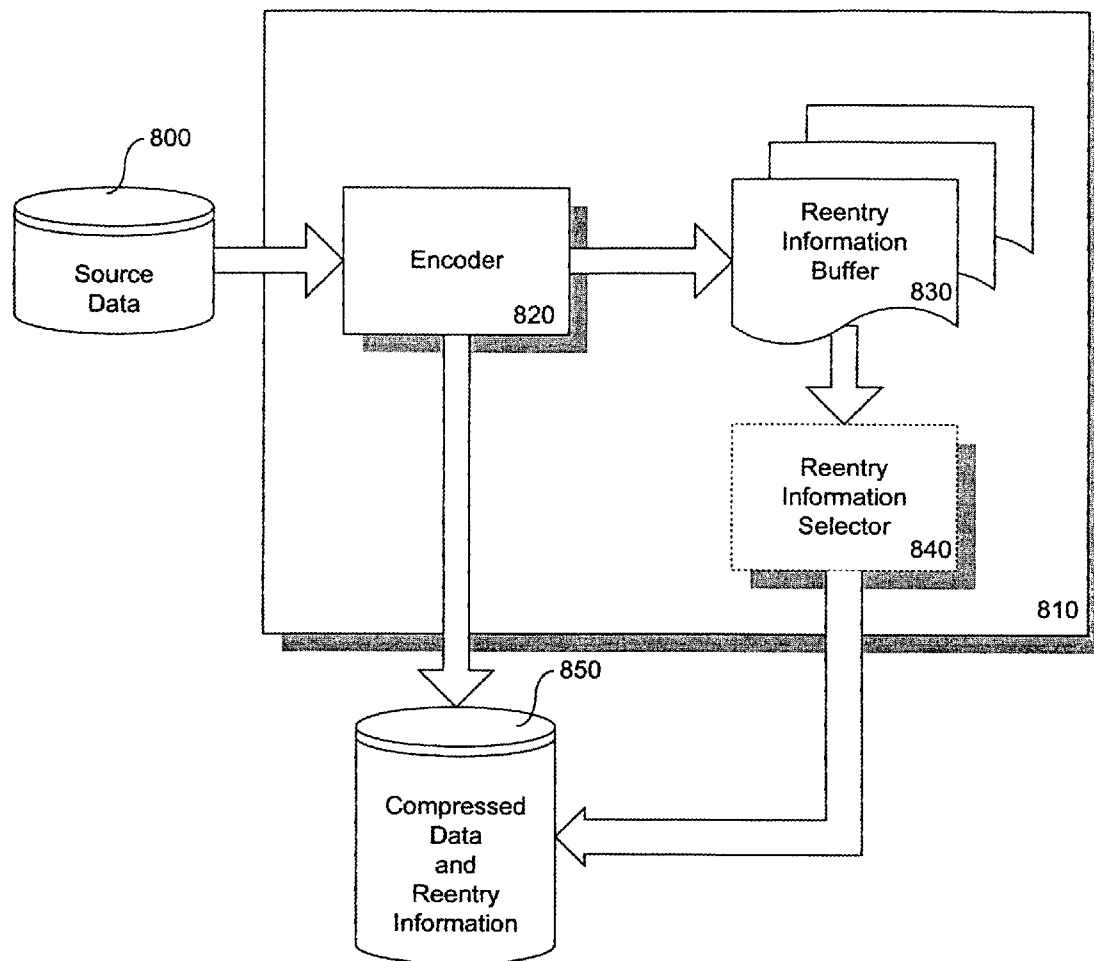 800
Source
Data
Encoder
820
Reentry
Information
Buffer
830
Reentry
Information
Selector
840
810
850
Compressed
Data
and
Reentry
Information